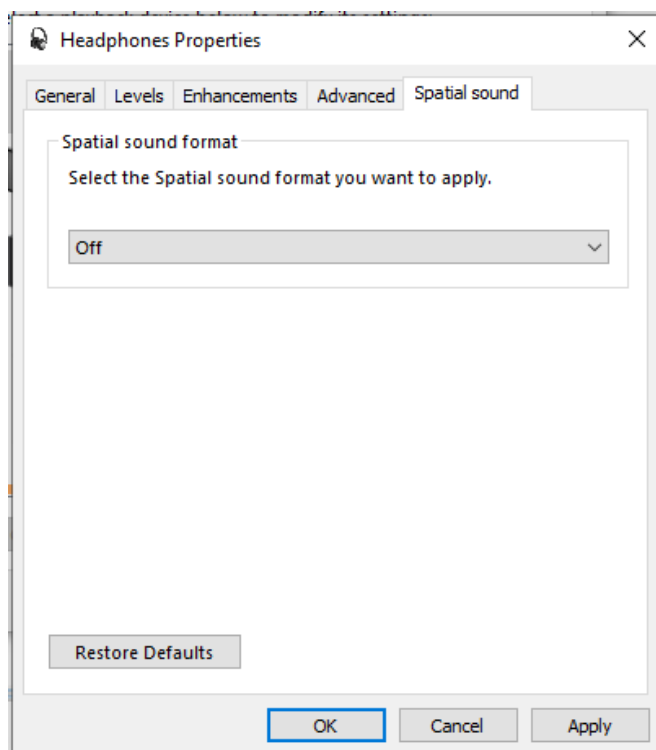 Headphones Properties
General Levels Enhancements Advanced Spatial sound
Spatial sound format
Select the Spatial sound format you want to apply.
Off
Restore Defaults
OK Cancel Apply